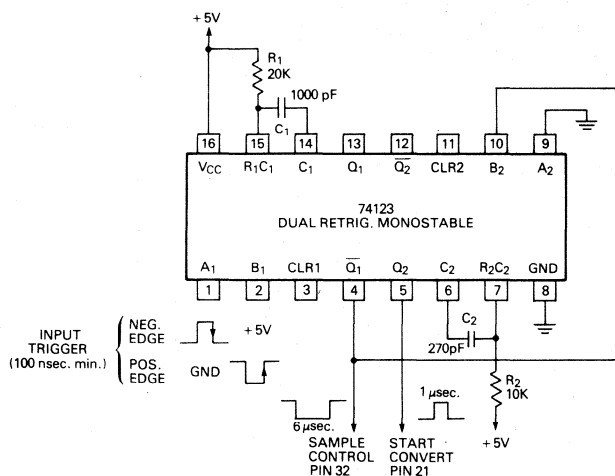 +5V
R1
20K
1000 pF
C1
16 15 14 13 12 11 10 9
VCC R1C1 C1 Q1 Q2 CLR2 B2 A2
74123
DUAL RETRIG. MONOSTABLE
A1 B1 CLR1 Q1 Q2 C2 R2C2 GND
1 2 3 4 5 6 7 8
INPUT
TRIGGER
(100 nsec. min.)
NEG.
EDGE
+5V
POS.
EDGE
GND
C2
270pF
R2
10K
+5V
6 μsec.
1 μsec.
SAMPLE
CONTROL
PIN 32
START
CONVERT
PIN 21